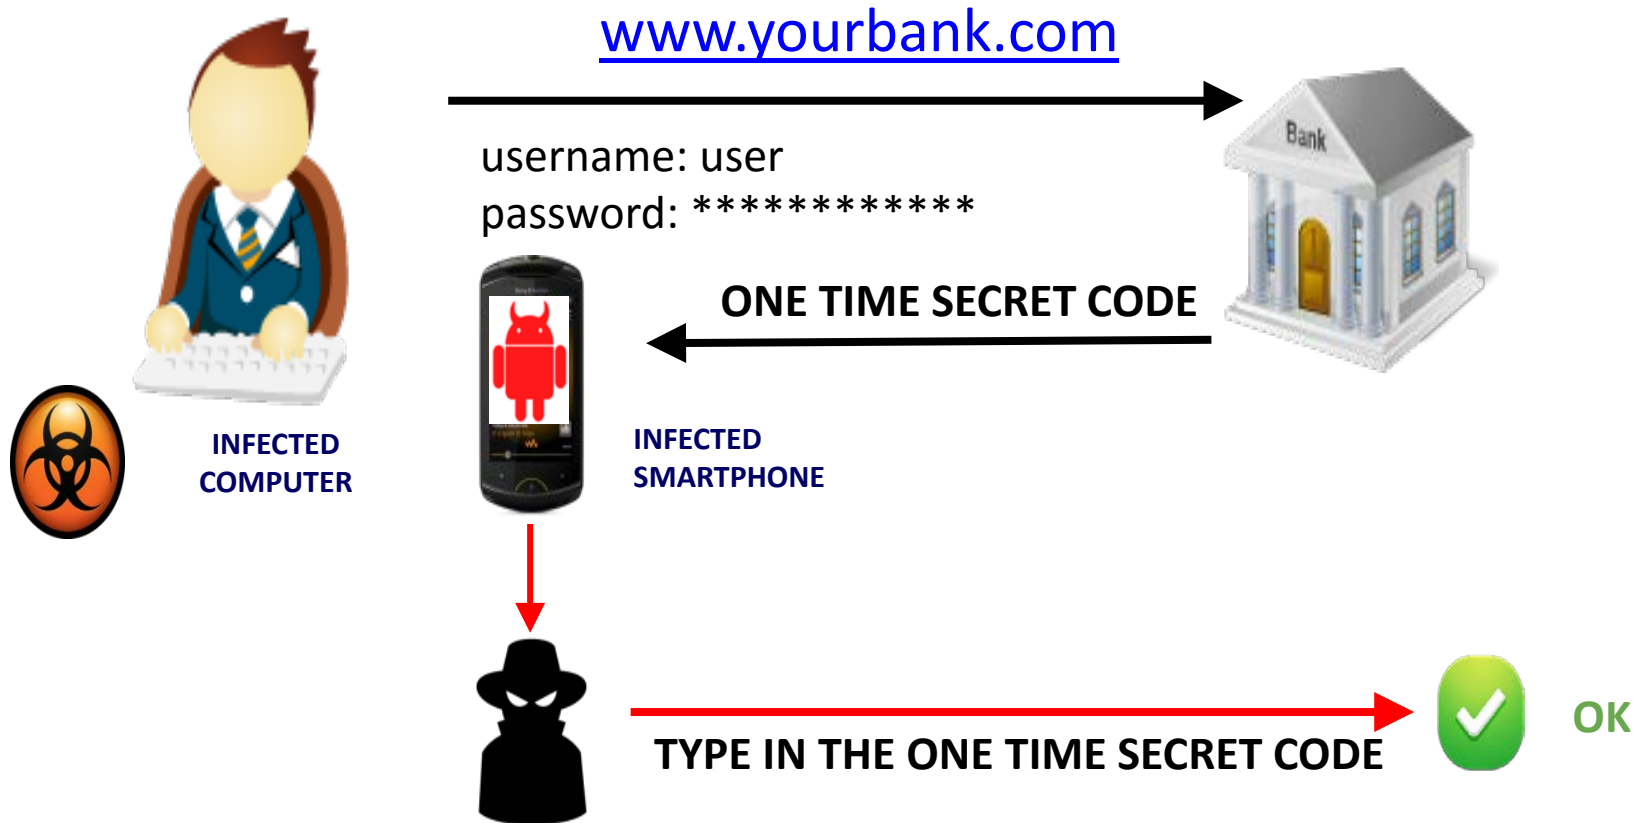 www.yourbank.com
Bank
username: user
password: ************
ONE TIME SECRET CODE
INFECTED
COMPUTER
INFECTED
SMARTPHONE
TYPE IN THE ONE TIME SECRET CODE
OK